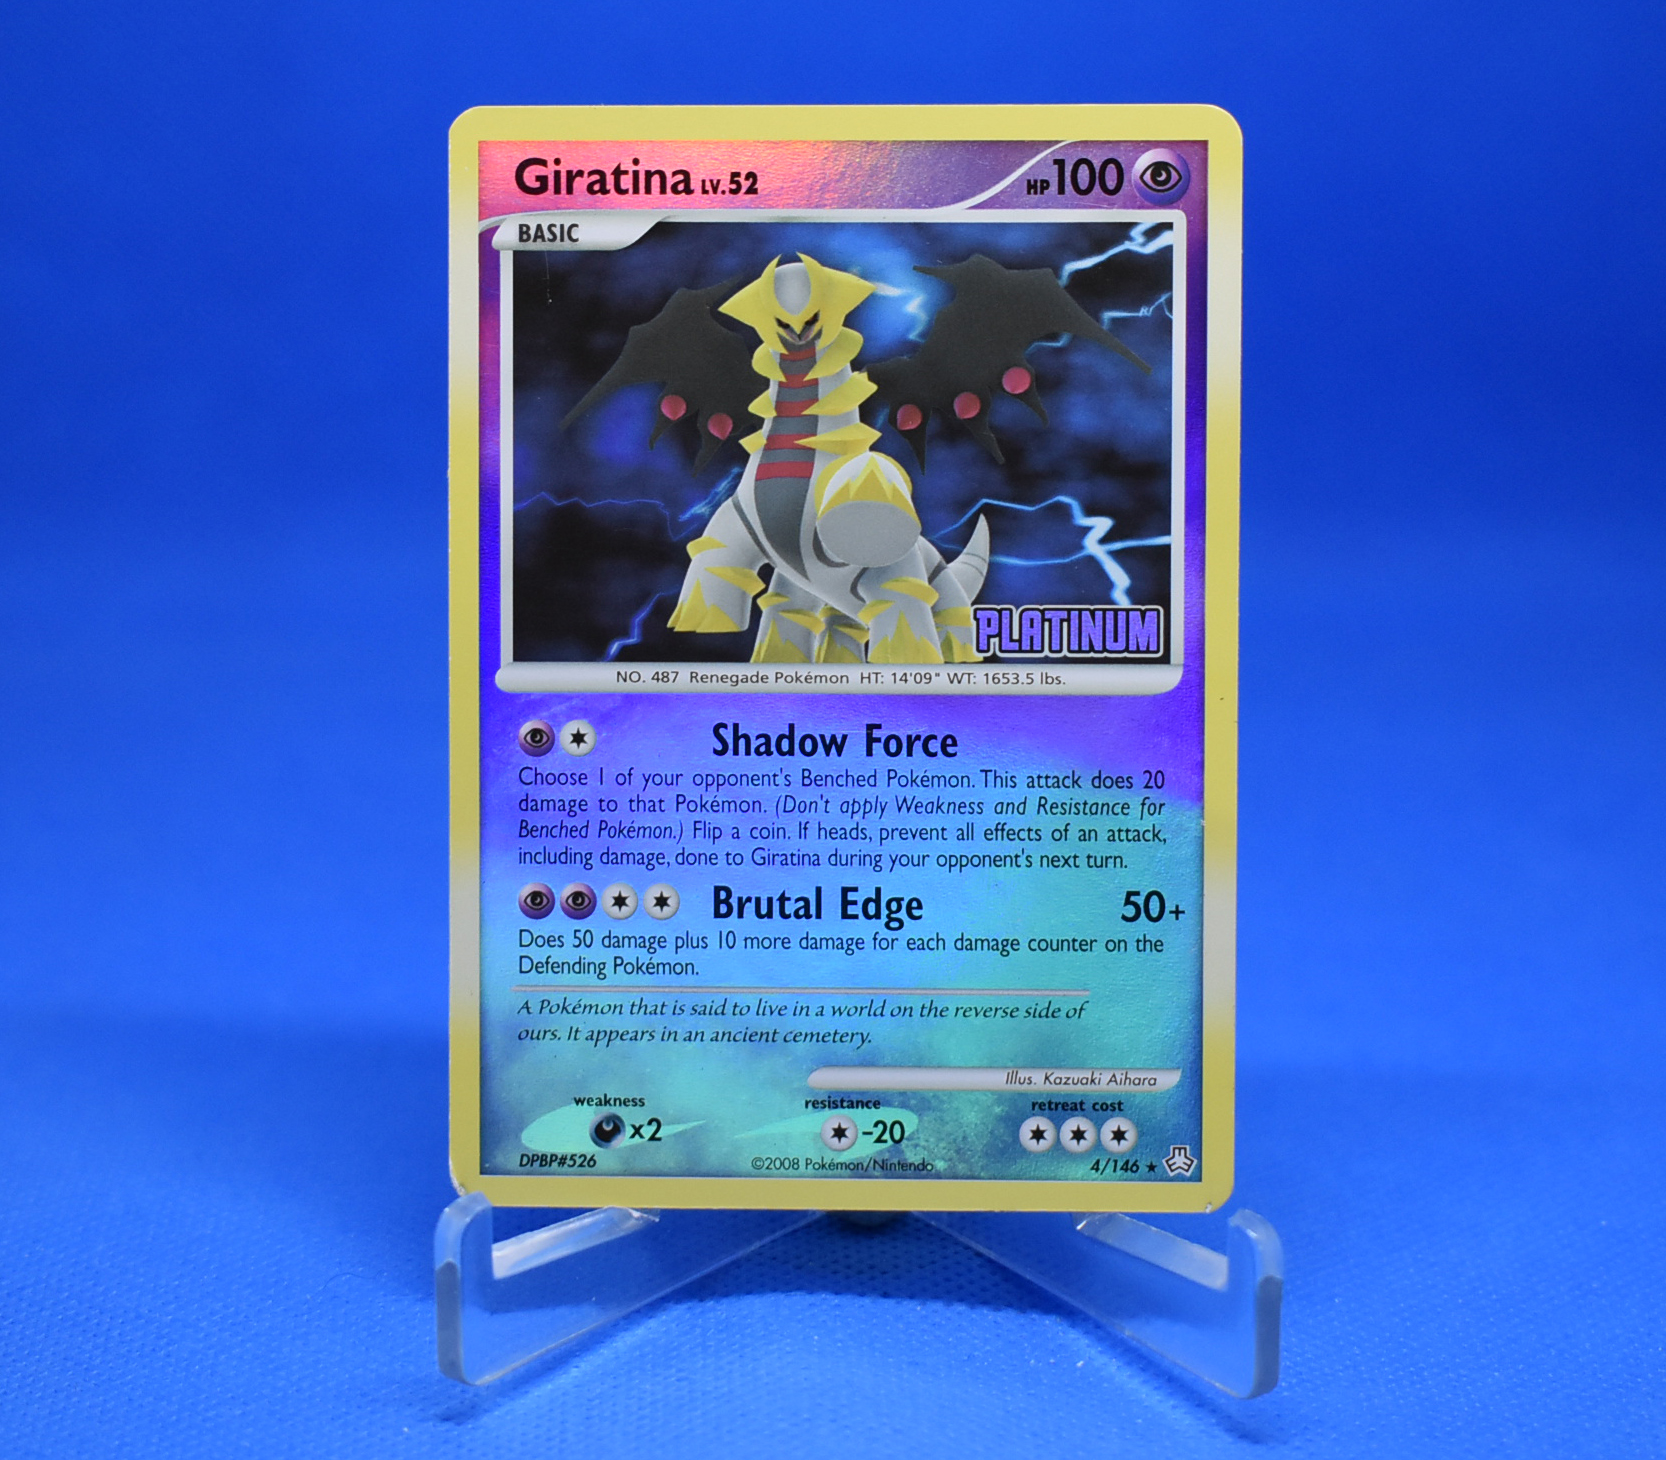 Giratina LV.52 HP 100
BASIC
PLATINUM
NO. 487 Renegade Pokémon HT: 14'09" WT: 1653.5 lbs.
Shadow Force
Choose 1 of your opponent's Benched Pokémon. This attack does 20
damage to that Pokémon. (Don't apply Weakness and Resistance for
Benched Pokémon.) Flip a coin. If heads, prevent all effects of an attack,
including damage, done to Giratina during your opponent's next turn.
Brutal Edge 50+
Does 50 damage plus 10 more damage for each damage counter on the
Defending Pokémon.
A Pokémon that is said to live in a world on the reverse side of
ours. It appears in an ancient cemetery.
Illus. Kazuaki Aihara
weakness resistance retreat cost
x2 -20
DPBP#526 ©2008 Pokémon/Nintendo 4/146 ★